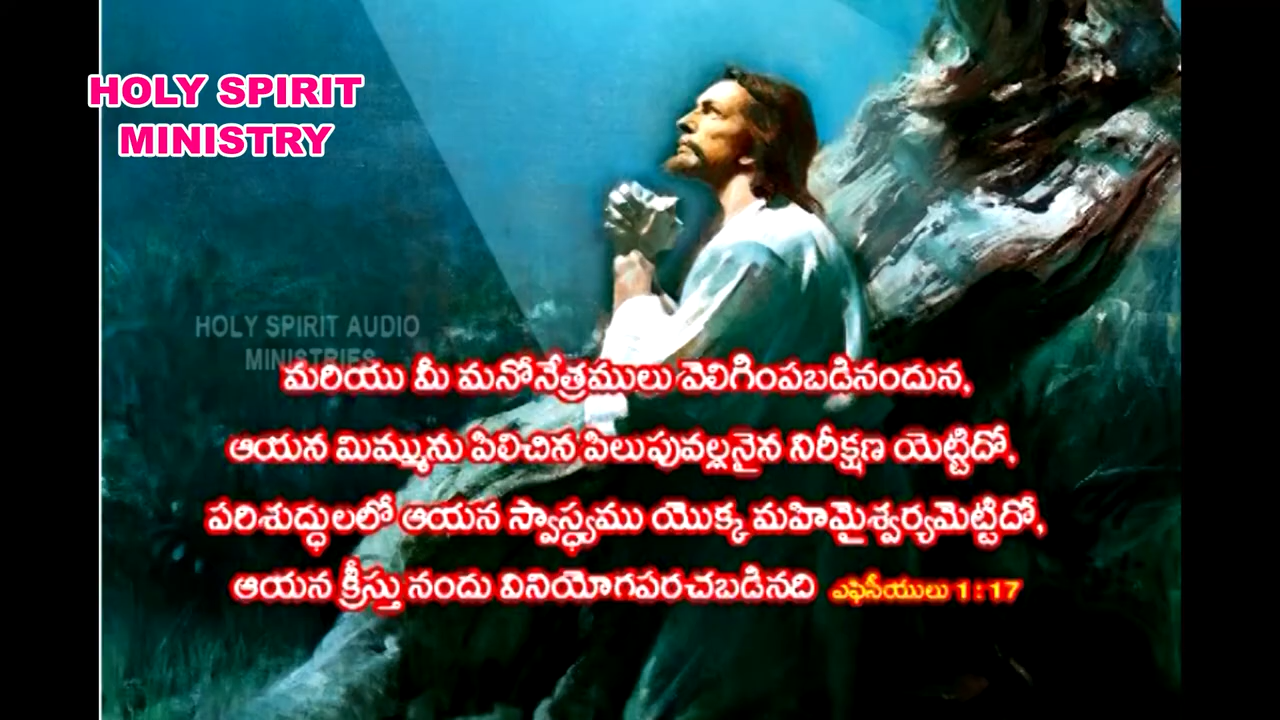 HOLY SPIRIT
MINISTRY
HOLY SPIRIT AUDIO
MINISTRIES
మరియు మీ మనోనేత్రములు వెలిగింపబడినందున,
ఆయన మిమ్మును పిలిచిన పిలుపువల్లనైన నిరీక్షణ యెట్టిదో,
పరిశుద్ధులలో ఆయన స్వాస్థ్యము యొక్క మహిమైశ్వర్యమెట్టిదో,
ఆయన క్రీస్తు నందు వినియోగపరచబడినది ఎఫిసీయులు 1:17